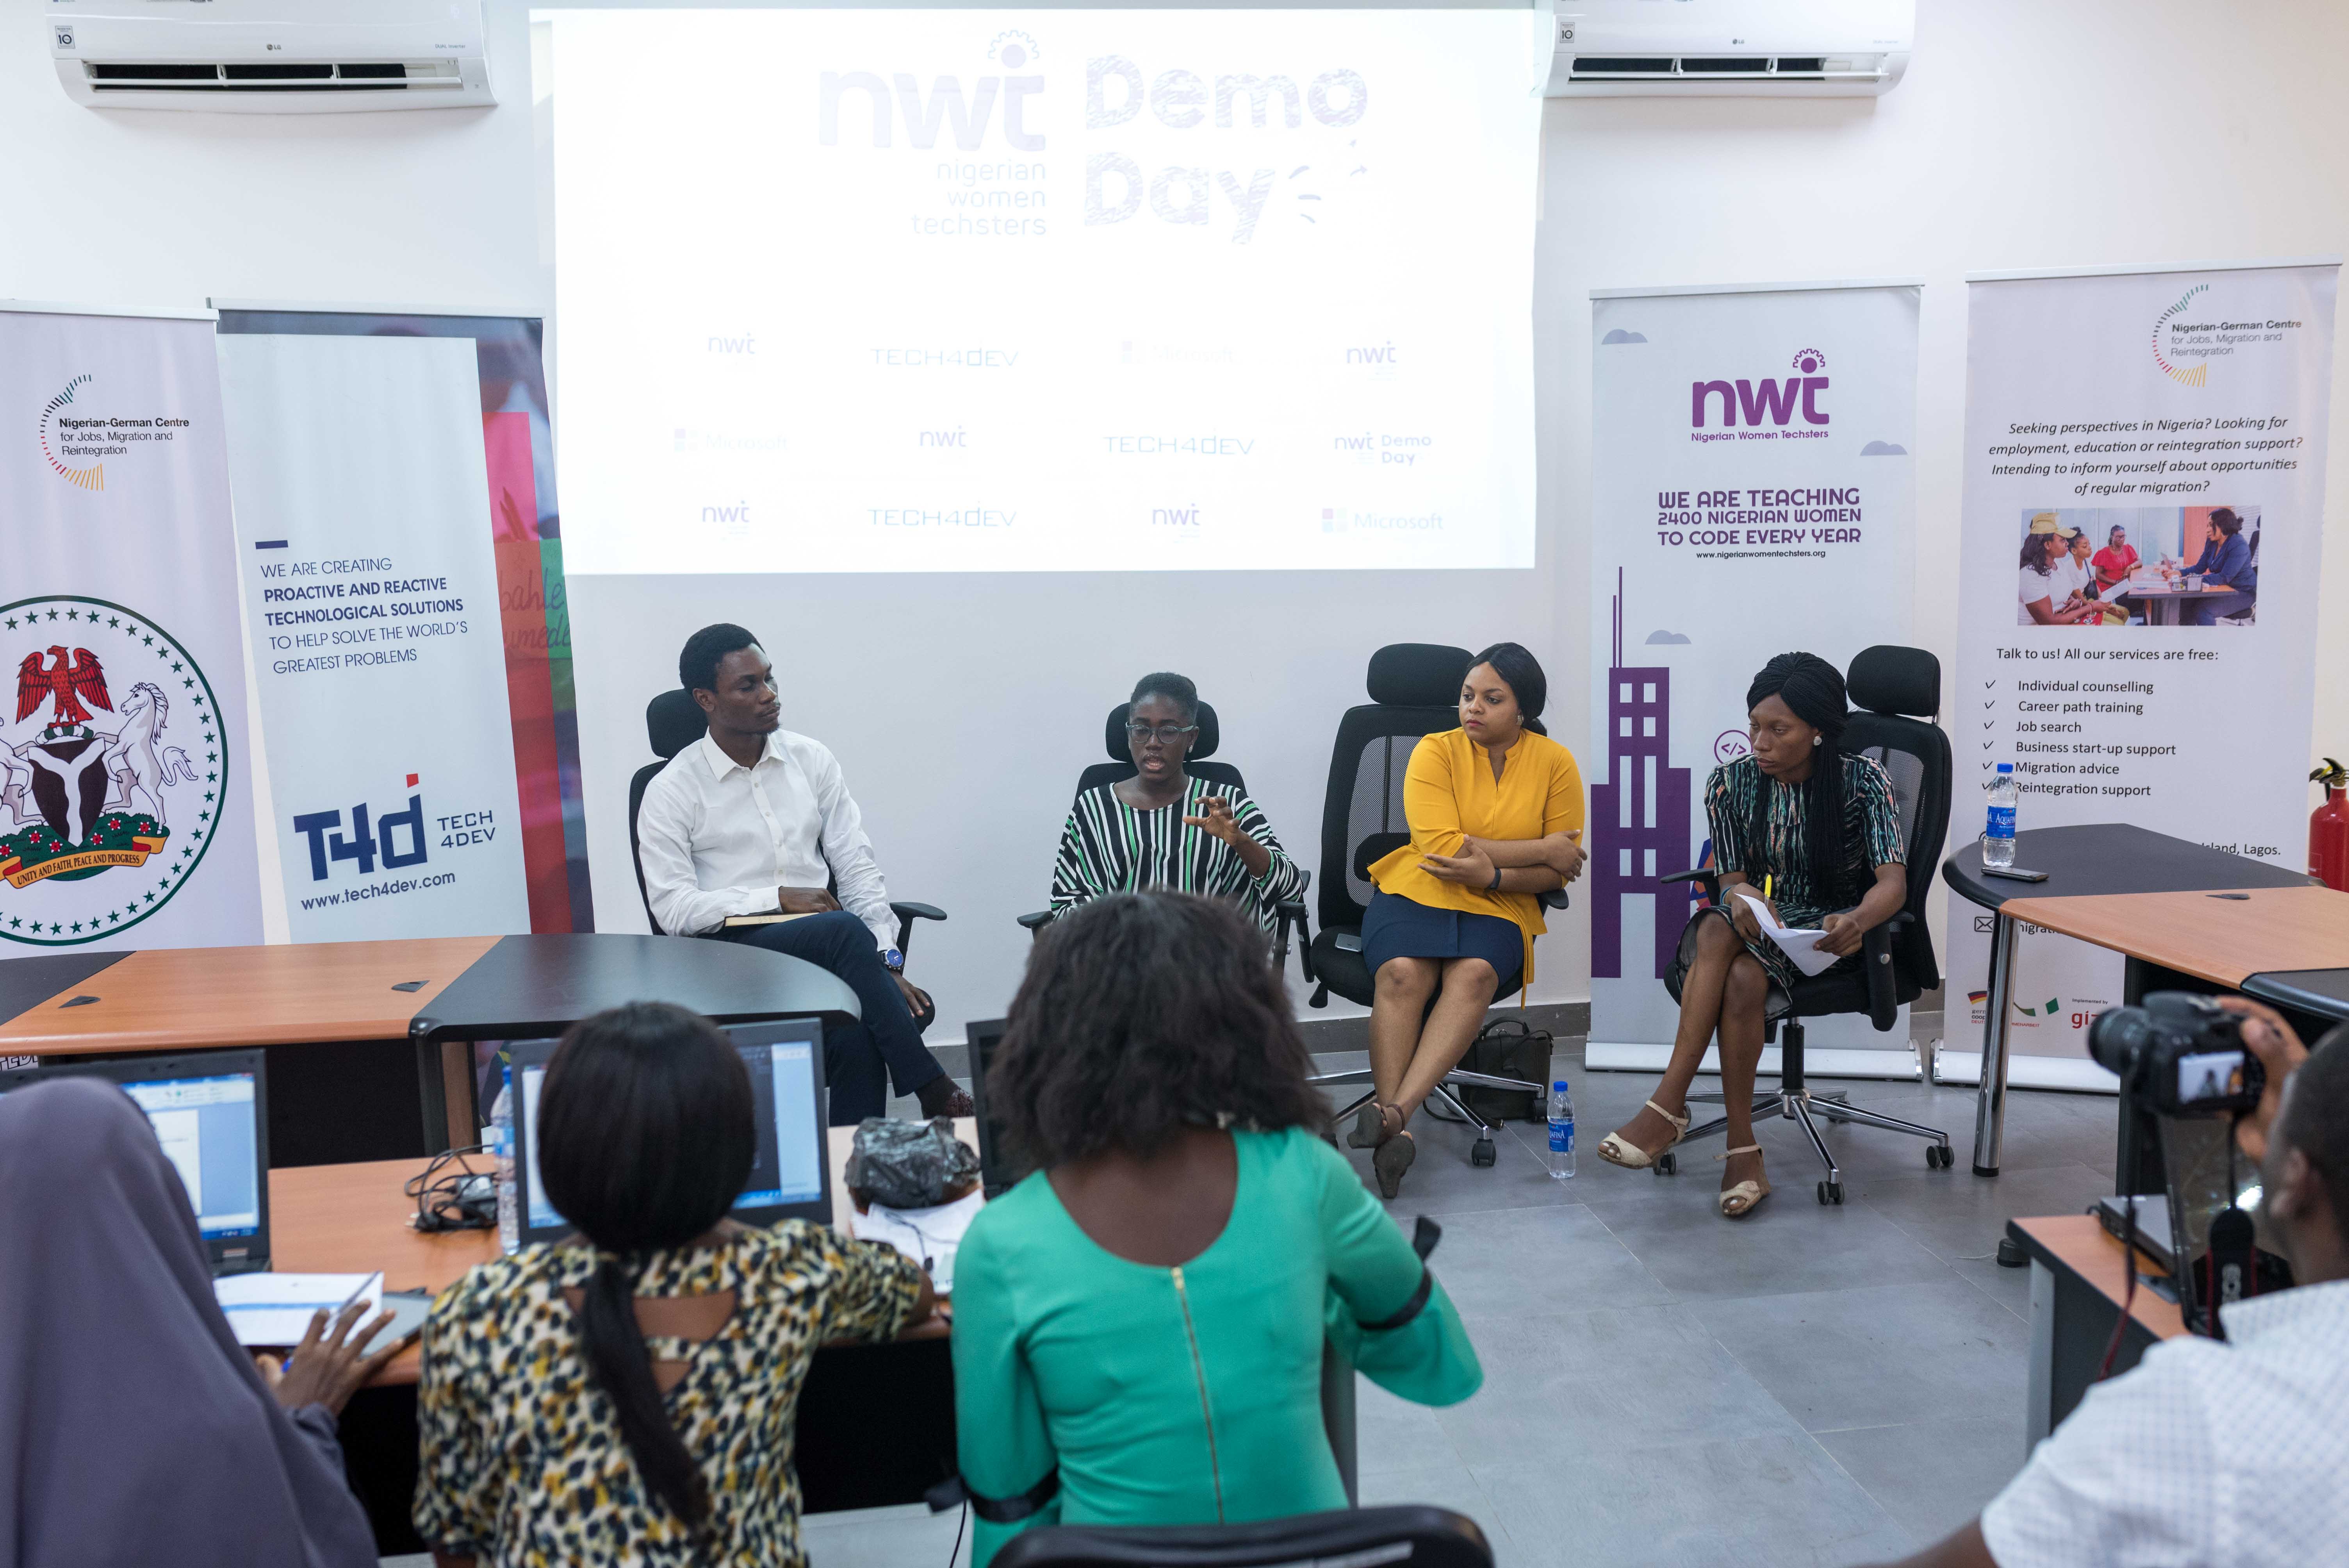 LG
LG
nwt
nigerian
women
techsters
Demo
Day
nwt
TECH4DEV
Microsoft
nwt
Microsoft
nwt
TECH4DEV
nwt Demo
Day
nwt
TECH4DEV
nwt
Microsoft
Nigerian-German Centre
for Jobs, Migration and
Reintegration
UNITY AND FAITH, PEACE AND PROGRESS
WE ARE CREATING
PROACTIVE AND REACTIVE
TECHNOLOGICAL SOLUTIONS
TO HELP SOLVE THE WORLD'S
GREATEST PROBLEMS
T4d TECH
4DEV
www.tech4dev.com
nwt
Nigerian Women Techsters
WE ARE TEACHING
2400 NIGERIAN WOMEN
TO CODE EVERY YEAR
www.nigerianwomentechsters.org
</>
Nigerian-German Centre
for Jobs, Migration and
Reintegration
Seeking perspectives in Nigeria? Looking for
employment, education or reintegration support?
Intending to inform yourself about opportunities
of regular migration?
Talk to us! All our services are free:
Individual counselling
Career path training
Job search
Business start-up support
Migration advice
Reintegration support
Lagos.
Implemented by
giz
AQUAFINA
AQUAFINA